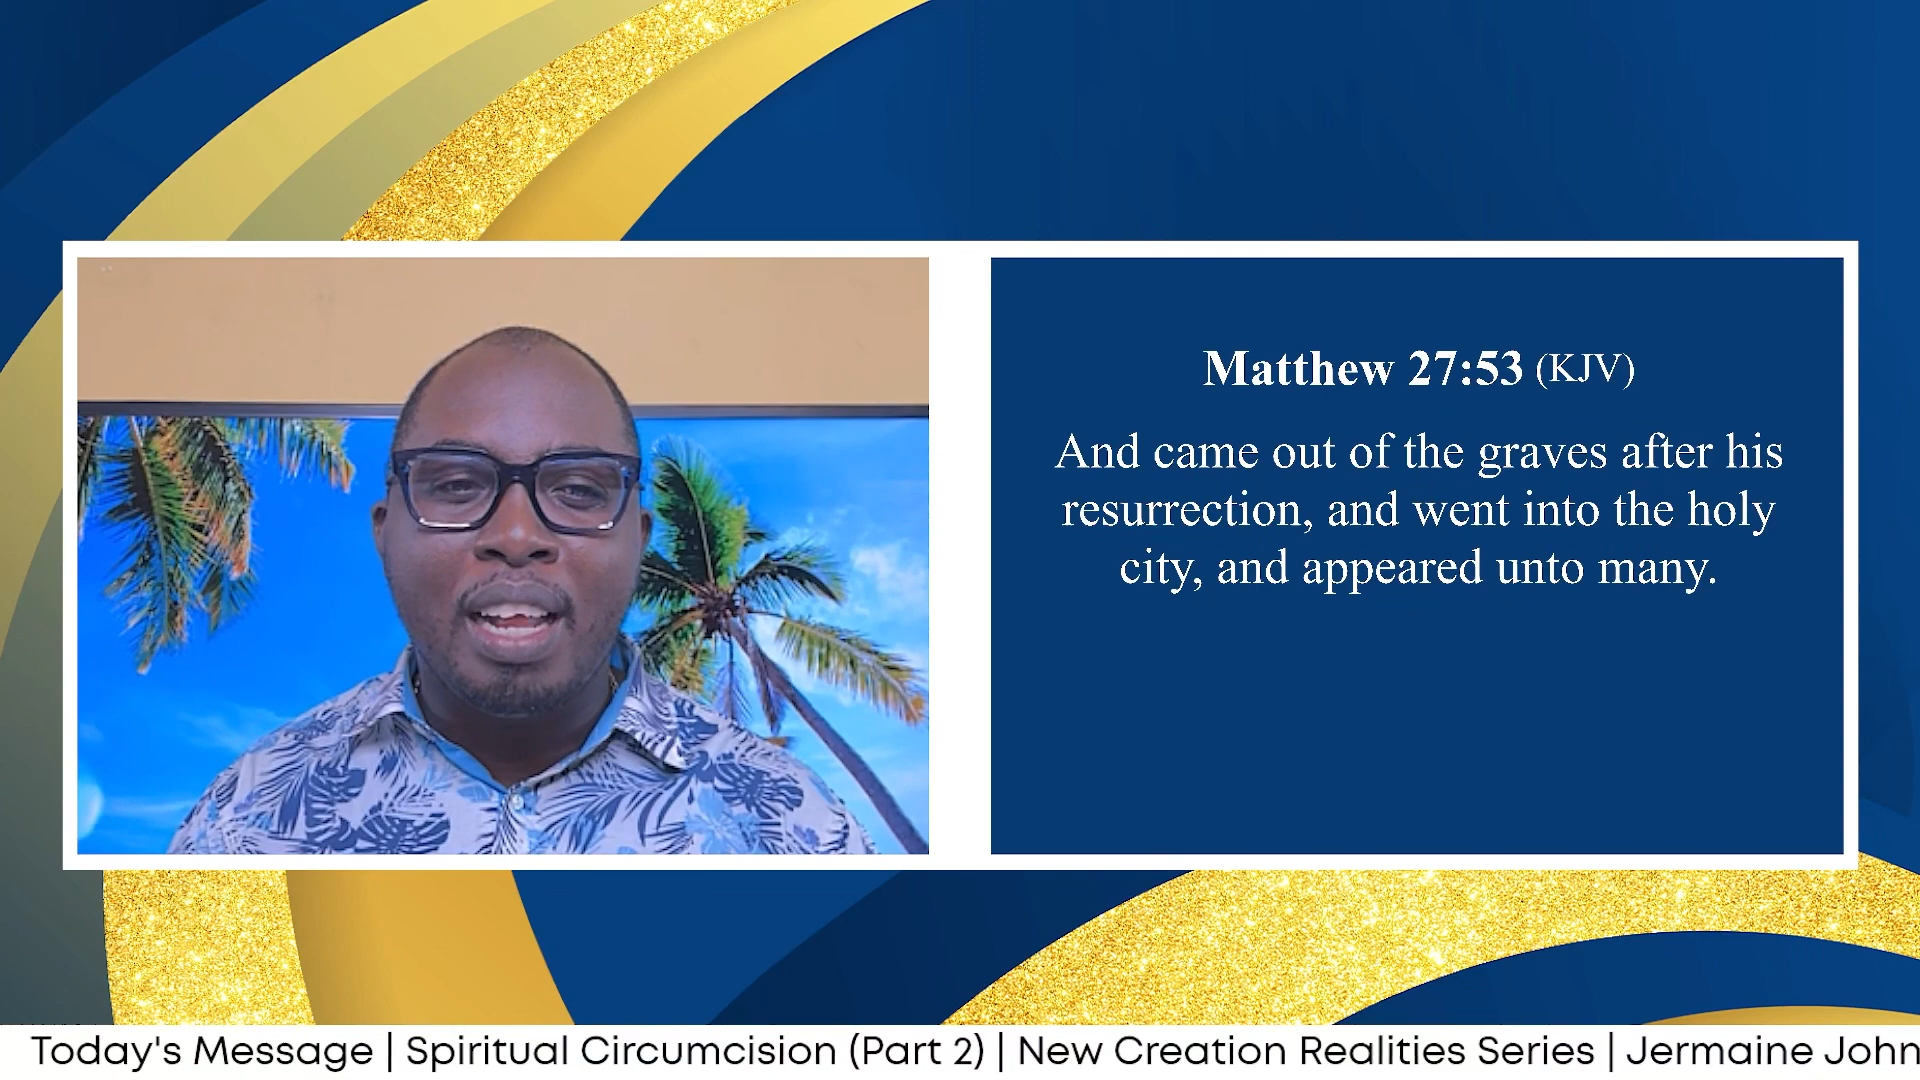 Matthew 27:53 (KJV)
And came out of the graves after his
resurrection, and went into the holy
city, and appeared unto many.
Today's Message | Spiritual Circumcision (Part 2) | New Creation Realities Series | Jermaine John